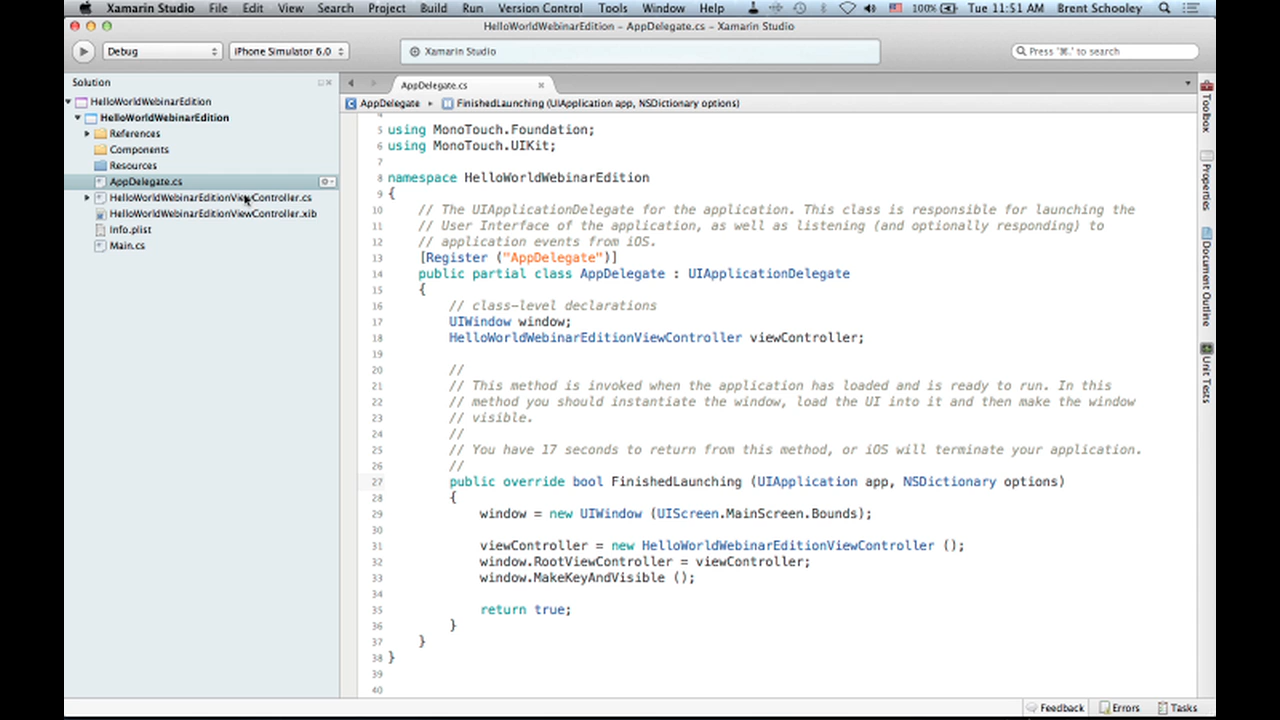 Xamarin Studio File Edit View Search Project Build Run Version Control Tools Window Help 100% Tue 11:51 AM Brent Schooley
HelloWorldWebinarEdition – AppDelegate.cs – Xamarin Studio
Debug iPhone Simulator 6.0 Xamarin Studio Press '⌘.' to search
Solution
HelloWorldWebinarEdition
HelloWorldWebinarEdition
References
Components
Resources
AppDelegate.cs
HelloWorldWebinarEditionViewController.cs
HelloWorldWebinarEditionViewController.xib
Info.plist
Main.cs
AppDelegate.cs
AppDelegate FinishedLaunching (UIApplication app, NSDictionary options)
4
5 using MonoTouch.Foundation;
6 using MonoTouch.UIKit;
7
8 namespace HelloWorldWebinarEdition
9 {
10 // The UIApplicationDelegate for the application. This class is responsible for launching the
11 // User Interface of the application, as well as listening (and optionally responding) to
12 // application events from iOS.
13 [Register ("AppDelegate")]
14 public partial class AppDelegate : UIApplicationDelegate
15 {
16 // class-level declarations
17 UIWindow window;
18 HelloWorldWebinarEditionViewController viewController;
19
20 //
21 // This method is invoked when the application has loaded and is ready to run. In this
22 // method you should instantiate the window, load the UI into it and then make the window
23 // visible.
24 //
25 // You have 17 seconds to return from this method, or iOS will terminate your application.
26 //
27 public override bool FinishedLaunching (UIApplication app, NSDictionary options)
28 {
29 window = new UIWindow (UIScreen.MainScreen.Bounds);
30
31 viewController = new HelloWorldWebinarEditionViewController ();
32 window.RootViewController = viewController;
33 window.MakeKeyAndVisible ();
34
35 return true;
36 }
37 }
38 }
39
40
Toolbox
Properties
Document Outline
Unit Tests
Feedback Errors Tasks